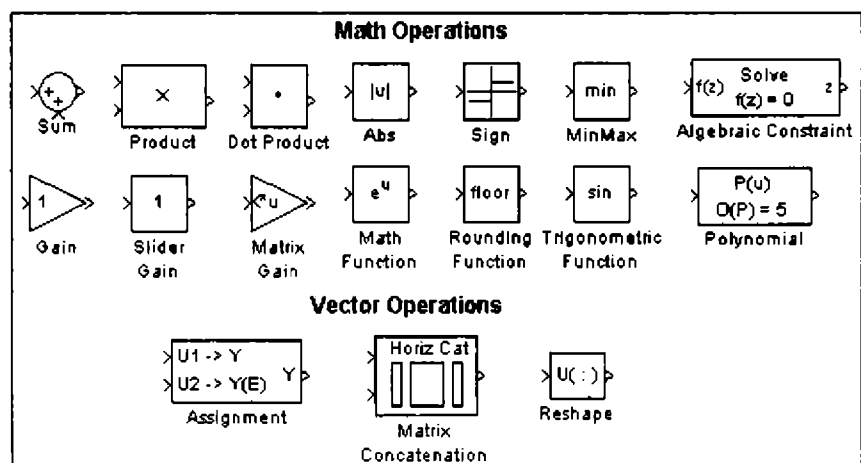 Math Operations
+
+
×
•
|u|
min
f(z) Solve z
f(z) = 0
Sum
Product
Dot Product
Abs
Sign
MinMax
Algebraic Constraint
1
1
u
e^u
floor
sin
P(u)
O(P) = 5
Gain
Slider
Gain
Matrix
Gain
Math
Function
Rounding
Function
Trigonometric
Function
Polynomial
Vector Operations
U1 -> Y
U2 -> Y(E) Y
Horiz Cat
U( : )
Assignment
Matrix
Concatenation
Reshape